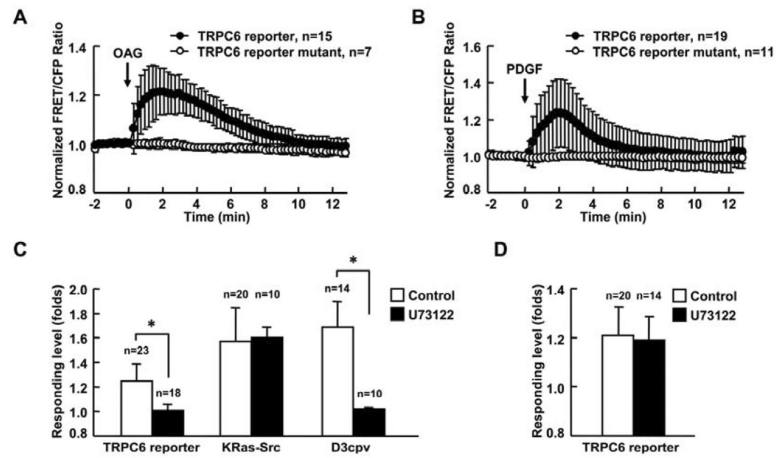 A
TRPC6 reporter, n=15
TRPC6 reporter mutant, n=7
OAG
Normalized FRET/CFP Ratio
1.4
1.2
1.0
0.8
-2 0 2 4 6 8 10 12
Time (min)
B
TRPC6 reporter, n=19
TRPC6 reporter mutant, n=11
PDGF
Normalized FRET/CFP Ratio
1.6
1.4
1.2
1.0
0.8
-2 0 2 4 6 8 10 12
Time (min)
C
Responding level (folds)
2.0
1.8
1.6
1.4
1.2
1.0
0.8
*
n=23
n=18
n=20 n=10
*
n=14
n=10
Control
U73122
TRPC6 reporter KRas-Src D3cpv
D
Responding level (folds)
1.4
1.2
1.0
0.8
n=20 n=14
Control
U73122
TRPC6 reporter